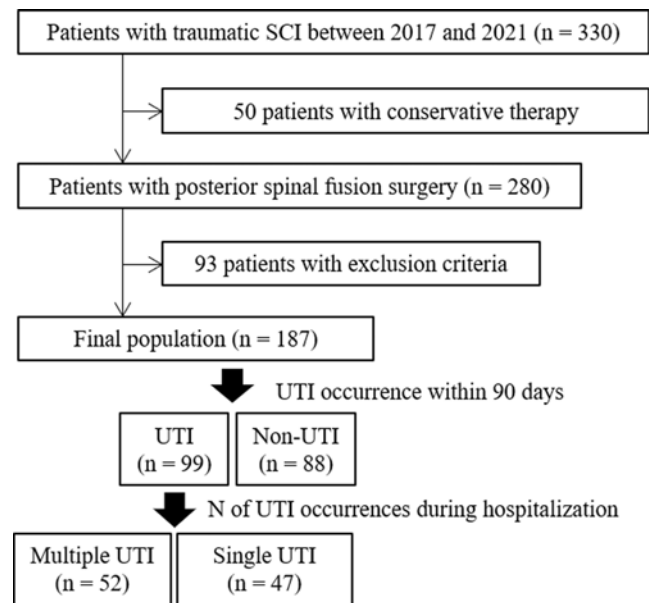 Patients with traumatic SCI between 2017 and 2021 (n = 330)
50 patients with conservative therapy
Patients with posterior spinal fusion surgery (n = 280)
93 patients with exclusion criteria
Final population (n = 187)
UTI occurrence within 90 days
UTI
(n = 99)
Non-UTI
(n = 88)
N of UTI occurrences during hospitalization
Multiple UTI
(n = 52)
Single UTI
(n = 47)